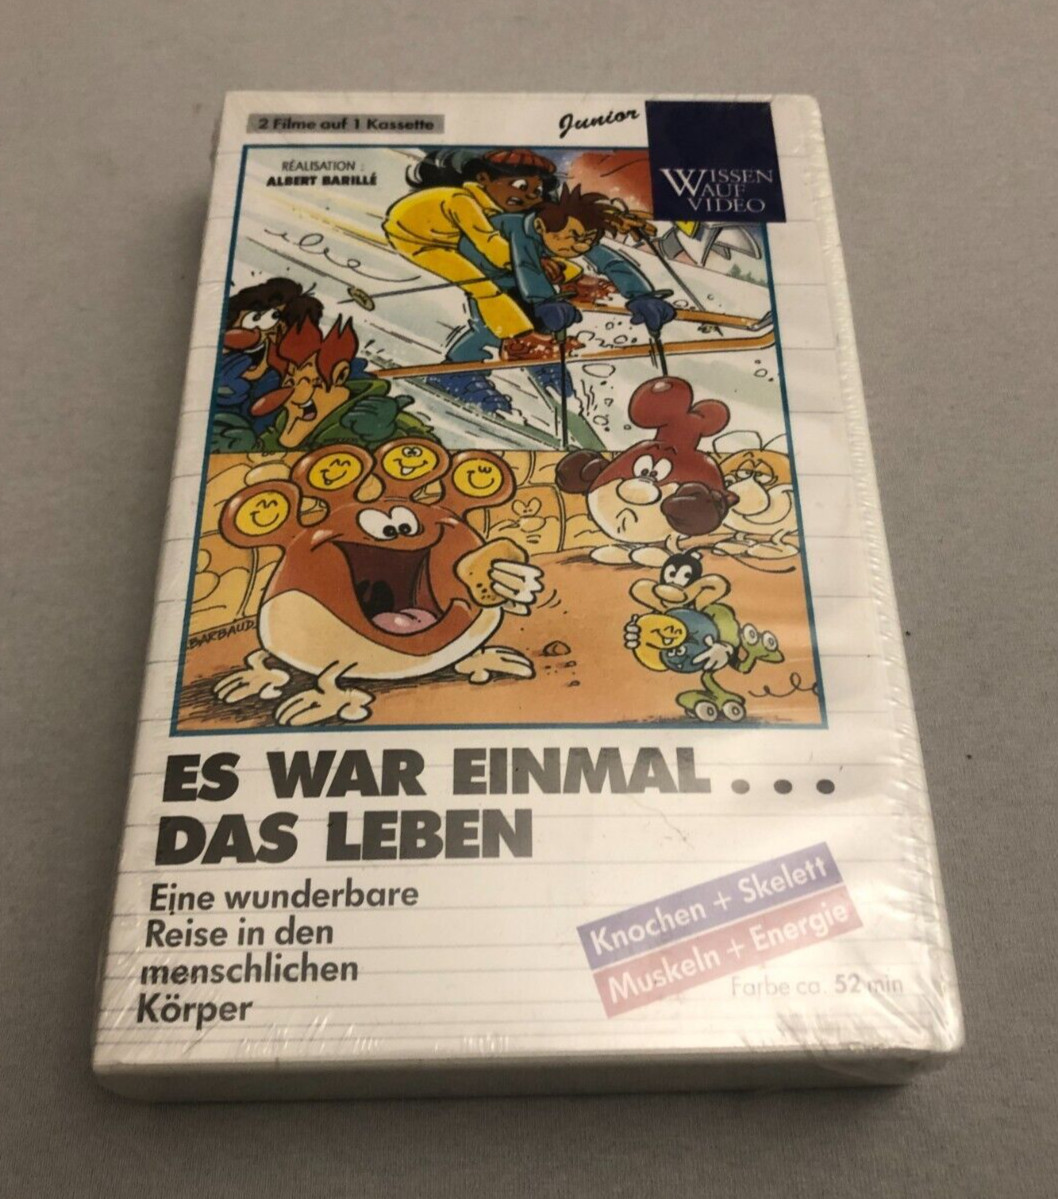 2 Filme auf 1 Kassette
Junior
WISSEN
AUF
VIDEO
RÉALISATION :
ALBERT BARILLÉ
BARBAUD
ES WAR EINMAL...
DAS LEBEN
Eine wunderbare
Reise in den
menschlichen
Körper
Knochen + Skelett
Muskeln + Energie
Farbe ca. 52 min